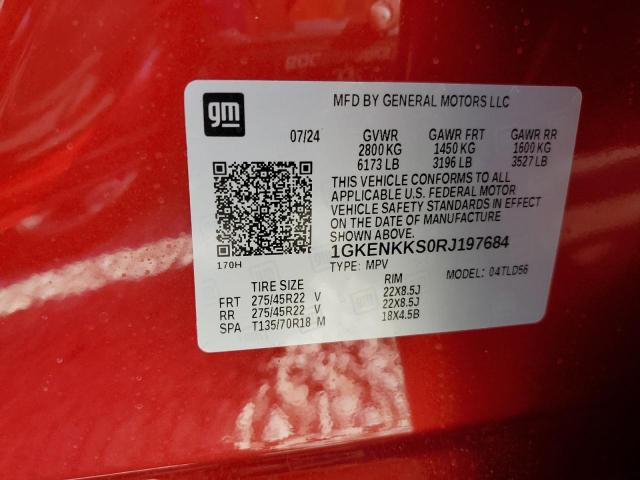 gm
MFD BY GENERAL MOTORS LLC
07/24 GVWR GAWR FRT GAWR RR
2800 KG 1450 KG 1600 KG
6173 LB 3196 LB 3527 LB
THIS VEHICLE CONFORMS TO ALL
APPLICABLE U.S. FEDERAL MOTOR
VEHICLE SAFETY STANDARDS IN EFFECT
ON THE DATE OF MANUFACTURE
SHOWN ABOVE.
170H
1GKENKKS0RJ197684
TYPE: MPV MODEL: 04TLD56
TIRE SIZE RIM
FRT 275/45R22 V 22X8.5J
RR 275/45R22 V 22X8.5J
SPA T135/70R18 M 18X4.5B